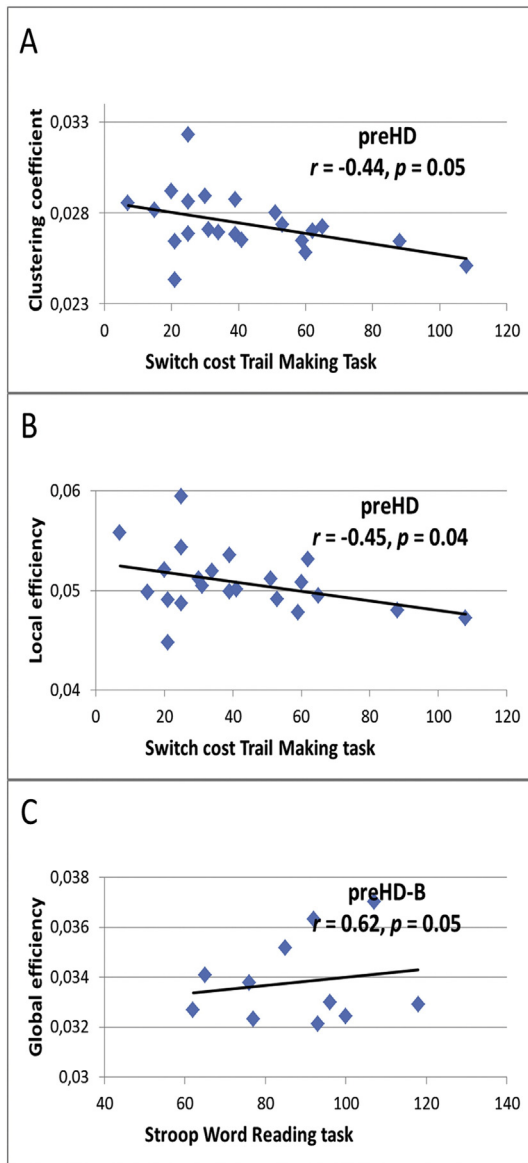 A
preHD
r = -0.44, p = 0.05
0,033
0,028
0,023
Clustering coefficient
0 20 40 60 80 100 120
Switch cost Trail Making Task
B
preHD
r = -0.45, p = 0.04
0,06
0,05
0,04
Local efficiency
0 20 40 60 80 100 120
Switch cost Trail Making task
C
preHD-B
r = 0.62, p = 0.05
0,038
0,036
0,034
0,032
0,03
Global efficiency
40 60 80 100 120 140
Stroop Word Reading task